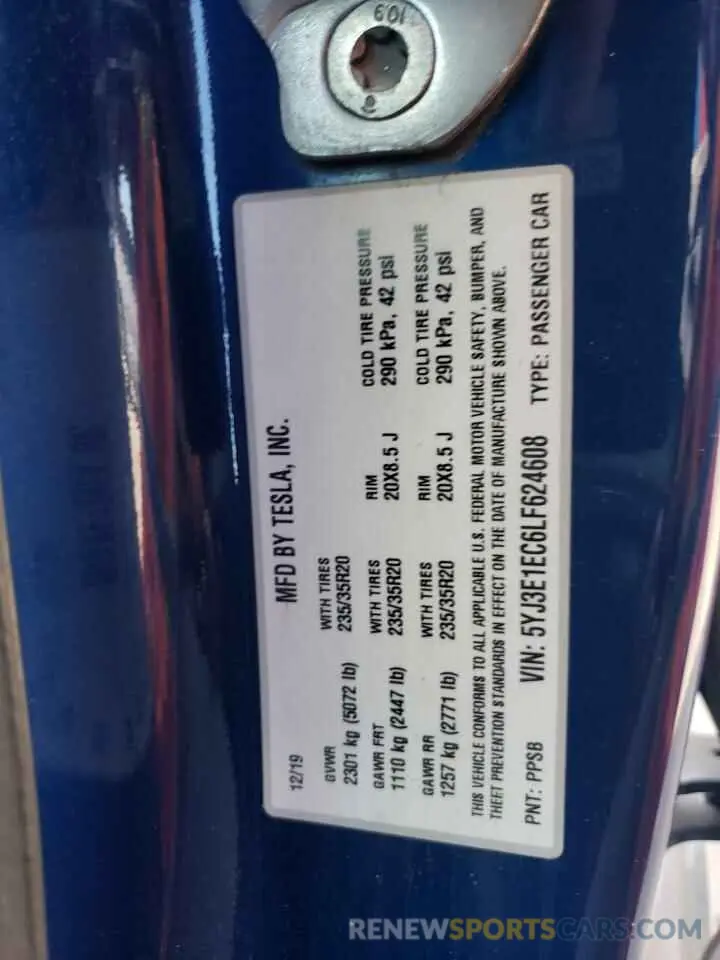 109
MFD BY TESLA, INC.
12/19
GVWR WITH TIRES
2301 kg (5072 lb) 235/35R20
GAWR FRT WITH TIRES RIM COLD TIRE PRESSURE
1110 kg (2447 lb) 235/35R20 20X8.5 J 290 kPa, 42 psi
GAWR RR WITH TIRES RIM COLD TIRE PRESSURE
1257 kg (2771 lb) 235/35R20 20X8.5 J 290 kPa, 42 psi
THIS VEHICLE CONFORMS TO ALL APPLICABLE U.S. FEDERAL MOTOR VEHICLE SAFETY, BUMPER, AND
THEFT PREVENTION STANDARDS IN EFFECT ON THE DATE OF MANUFACTURE SHOWN ABOVE.
PNT: PPSB VIN: 5YJ3E1EC6LF624608 TYPE: PASSENGER CAR
RENEWSPORTSCARS.COM